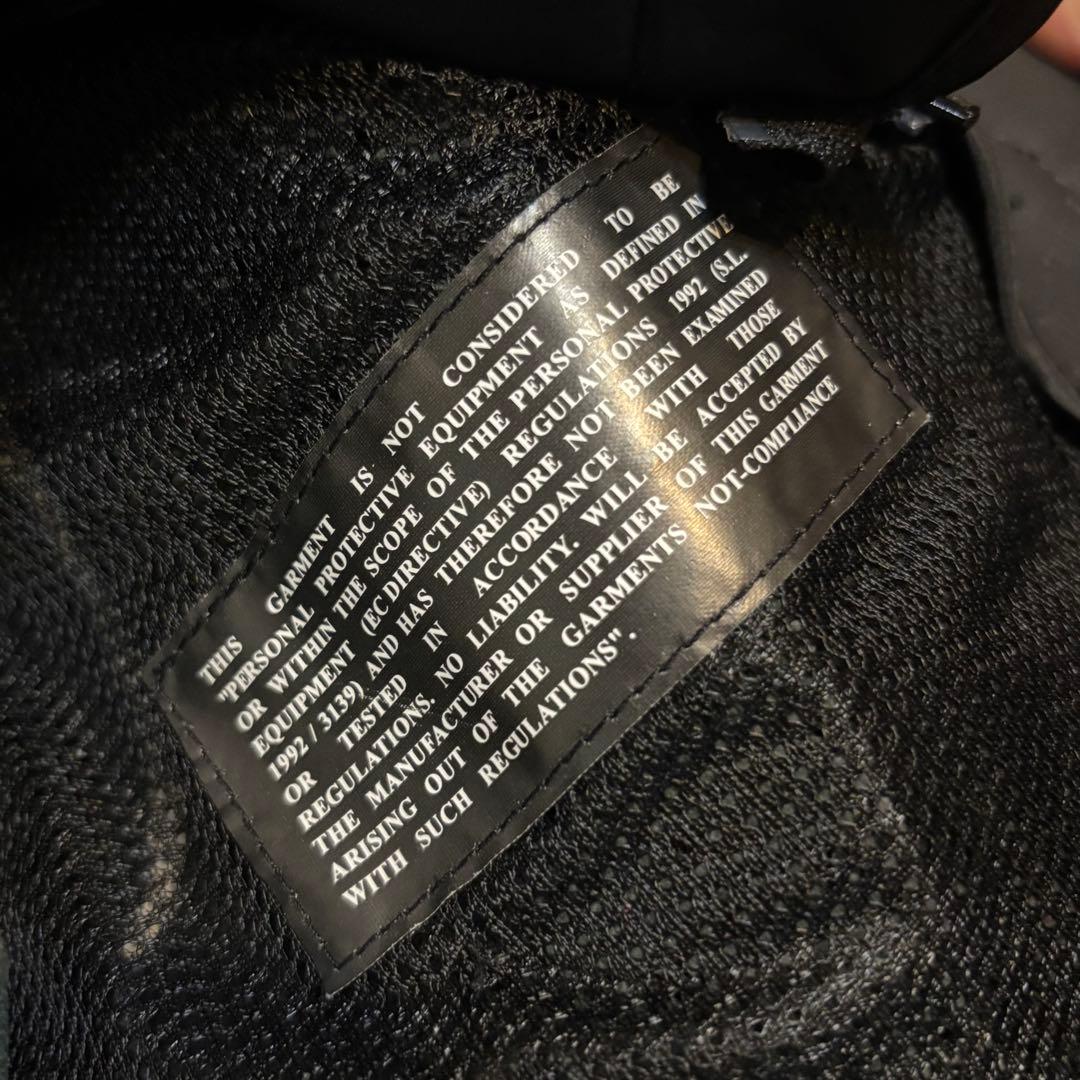 THIS GARMENT IS NOT CONSIDERED TO BE
"PERSONAL PROTECTIVE EQUIPMENT AS DEFINED IN
OR WITHIN THE SCOPE OF THE PERSONAL PROTECTIVE
EQUIPMENT (EC DIRECTIVE) REGULATIONS 1992 (S.L.
1992 / 3139) AND HAS THEREFORE NOT BEEN EXAMINED
OR TESTED IN ACCORDANCE WITH THOSE
REGULATIONS. NO LIABILITY. WILL BE ACCEPTED BY
THE MANUFACTURER OR SUPPLIER OF THIS GARMENT
ARISING OUT OF THE GARMENTS NOT-COMPLIANCE
WITH SUCH REGULATIONS".